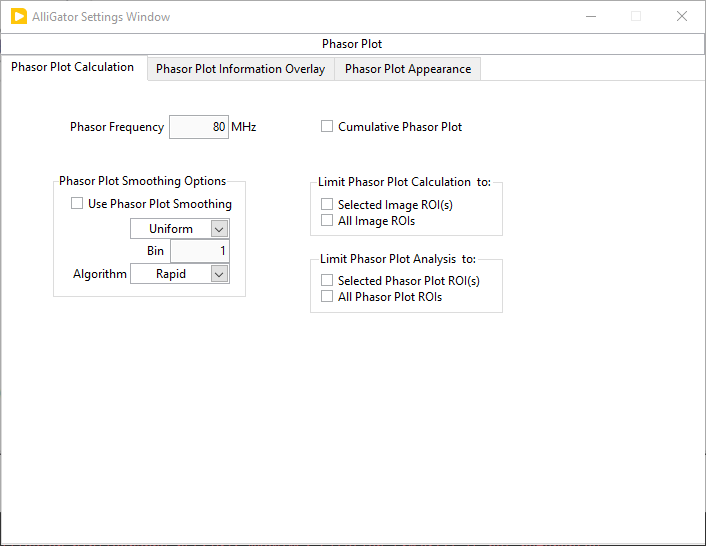 AlliGator Settings Window
Phasor Plot
Phasor Plot Calculation
Phasor Plot Information Overlay
Phasor Plot Appearance
Phasor Frequency 80 MHz
Cumulative Phasor Plot
Phasor Plot Smoothing Options
Use Phasor Plot Smoothing
Uniform
Bin 1
Algorithm Rapid
Limit Phasor Plot Calculation to:
Selected Image ROI(s)
All Image ROIs
Limit Phasor Plot Analysis to:
Selected Phasor Plot ROI(s)
All Phasor Plot ROIs